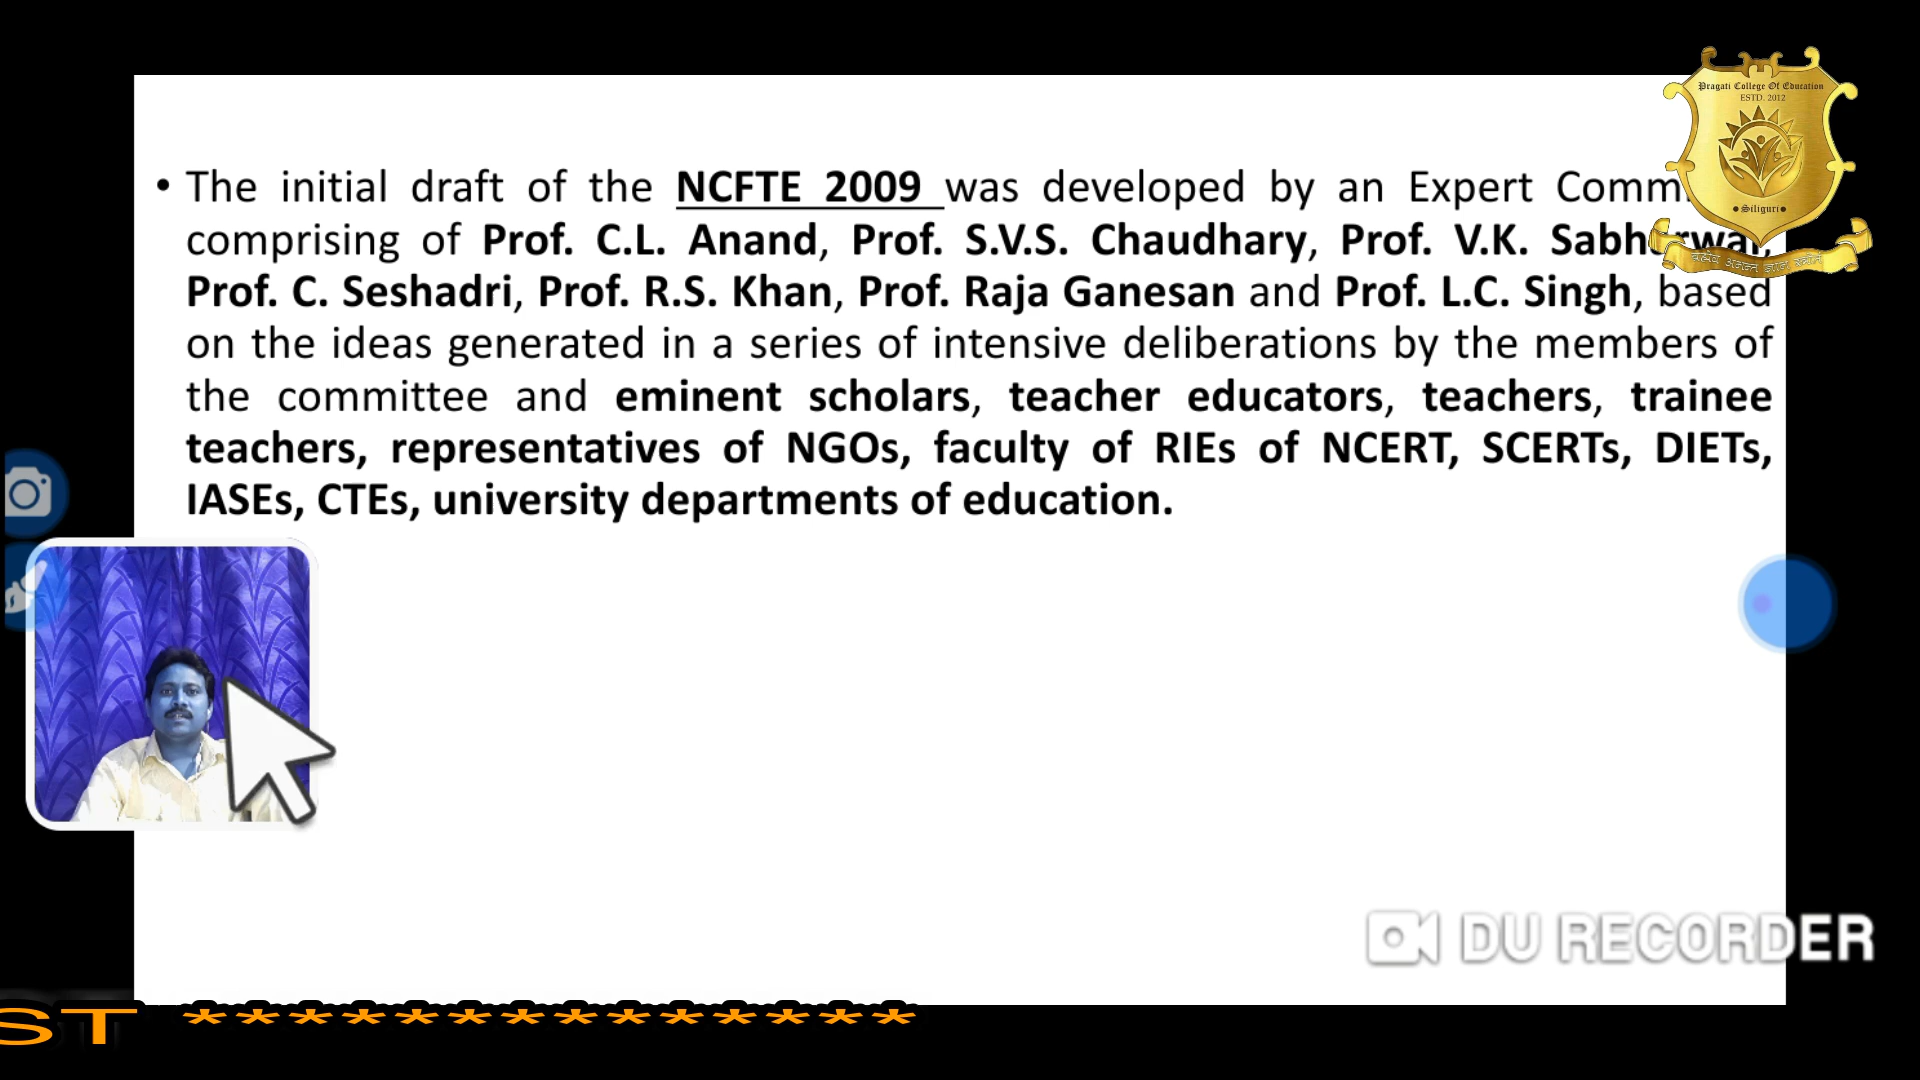 Pragati College Of Education
ESTD. 2012
• Siliguri •
• The initial draft of the NCFTE 2009 was developed by an Expert
comprising of Prof. C.L. Anand, Prof. S.V.S. Chaudhary, Prof. V.K.
Prof. C. Seshadri, Prof. R.S. Khan, Prof. Raja Ganesan and Prof. L.C. Singh, based
on the ideas generated in a series of intensive deliberations by the members of
the committee and eminent scholars, teacher educators, teachers, trainee
teachers, representatives of NGOs, faculty of RIEs of NCERT, SCERTs, DIETs,
IASEs, CTEs, university departments of education.
DU RECORDER
ST **************